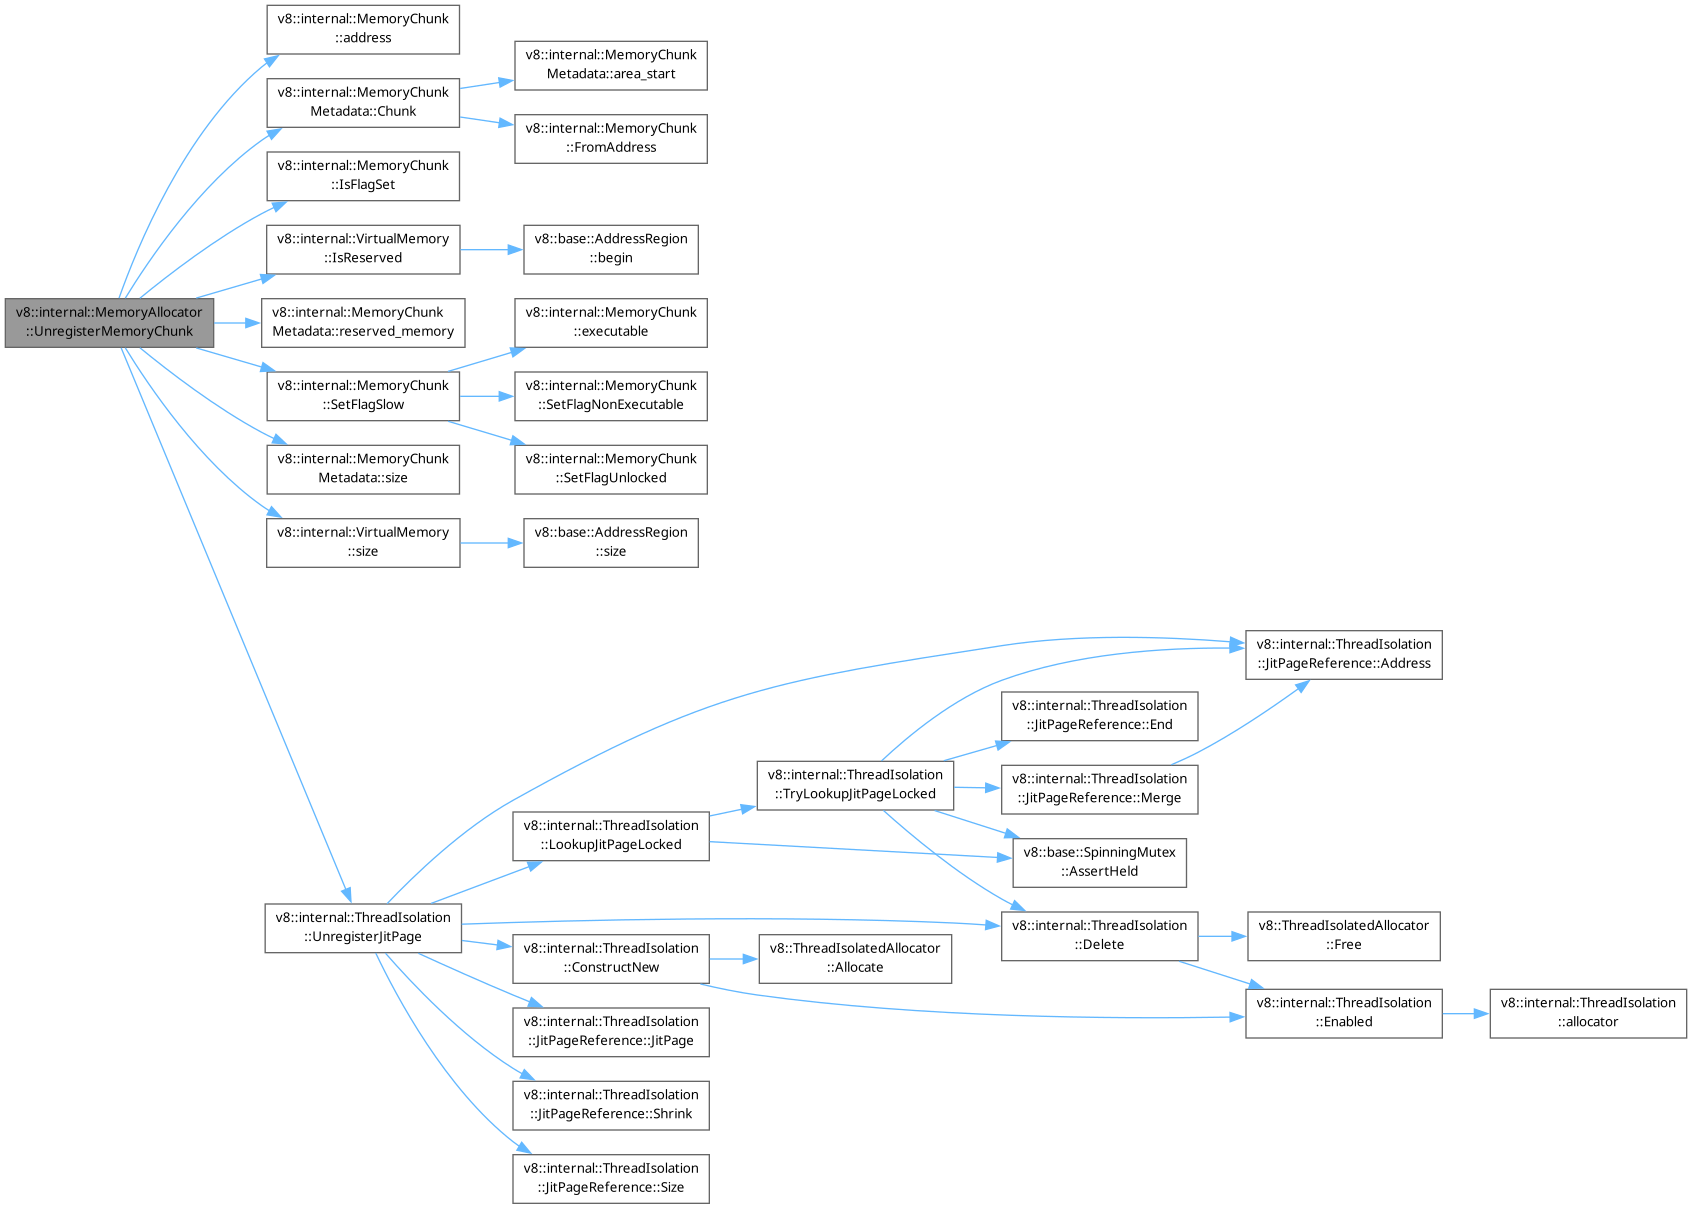 v8::internal::MemoryAllocator
::UnregisterMemoryChunk
v8::internal::MemoryChunk
::address
v8::internal::MemoryChunk
Metadata::Chunk
v8::internal::MemoryChunk
Metadata::area_start
v8::internal::MemoryChunk
::FromAddress
v8::internal::MemoryChunk
::IsFlagSet
v8::internal::VirtualMemory
::IsReserved
v8::base::AddressRegion
::begin
v8::internal::MemoryChunk
Metadata::reserved_memory
v8::internal::MemoryChunk
::SetFlagSlow
v8::internal::MemoryChunk
::executable
v8::internal::MemoryChunk
::SetFlagNonExecutable
v8::internal::MemoryChunk
::SetFlagUnlocked
v8::internal::MemoryChunk
Metadata::size
v8::internal::VirtualMemory
::size
v8::base::AddressRegion
::size
v8::internal::ThreadIsolation
::UnregisterJitPage
v8::internal::ThreadIsolation
::JitPageReference::Address
v8::internal::ThreadIsolation
::LookupJitPageLocked
v8::internal::ThreadIsolation
::TryLookupJitPageLocked
v8::internal::ThreadIsolation
::JitPageReference::End
v8::internal::ThreadIsolation
::JitPageReference::Merge
v8::base::SpinningMutex
::AssertHeld
v8::internal::ThreadIsolation
::Delete
v8::ThreadIsolatedAllocator
::Free
v8::internal::ThreadIsolation
::Enabled
v8::internal::ThreadIsolation
::allocator
v8::internal::ThreadIsolation
::ConstructNew
v8::ThreadIsolatedAllocator
::Allocate
v8::internal::ThreadIsolation
::JitPageReference::JitPage
v8::internal::ThreadIsolation
::JitPageReference::Shrink
v8::internal::ThreadIsolation
::JitPageReference::Size